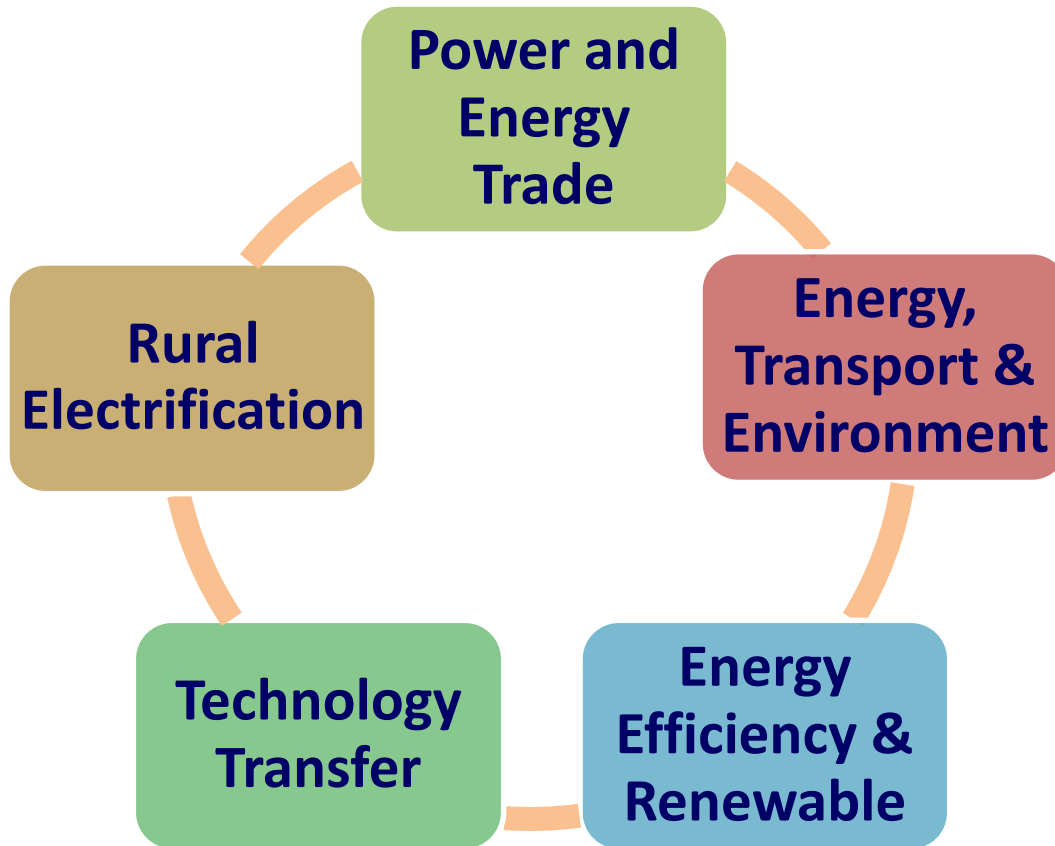 Power and
Energy
Trade
Energy,
Transport &
Environment
Energy
Efficiency &
Renewable
Technology
Transfer
Rural
Electrification